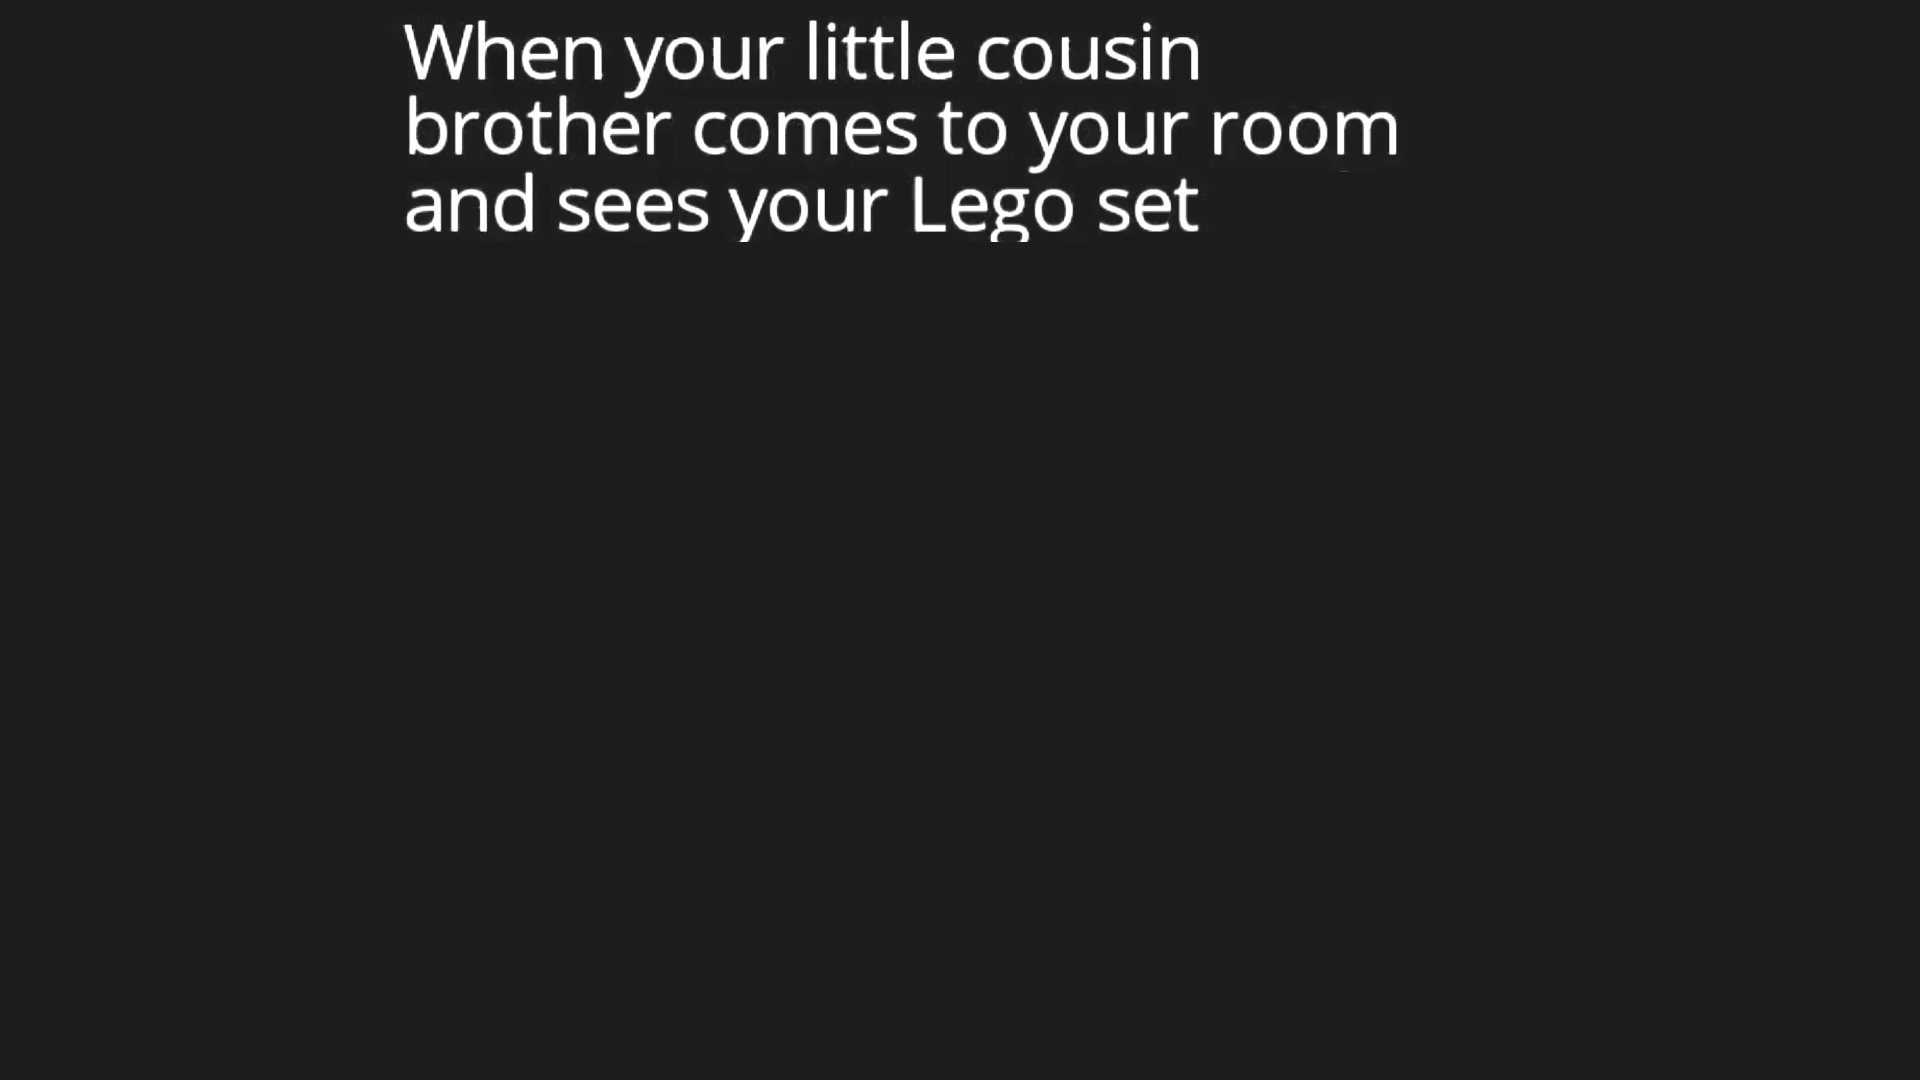 When your little cousin
brother comes to your room
and sees your Lego set